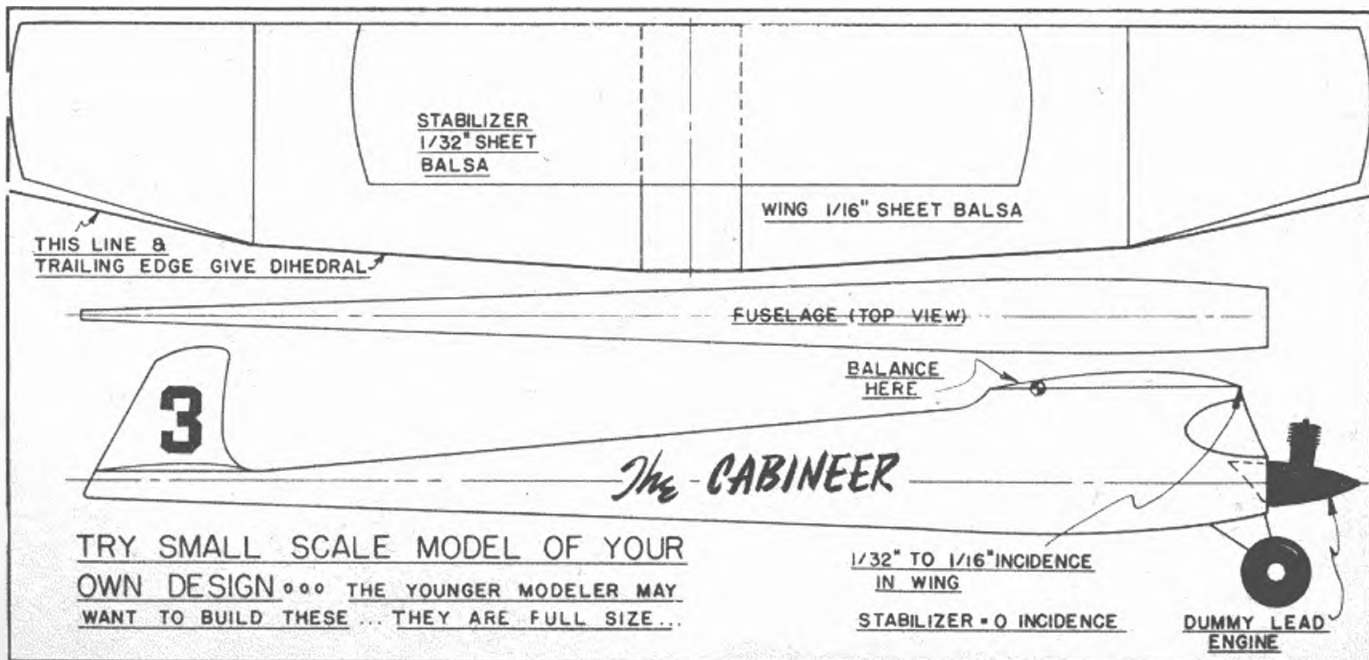 STABILIZER
1/32" SHEET
BALSA
WING 1/16" SHEET BALSA
THIS LINE &
TRAILING EDGE GIVE DIHEDRAL
FUSELAGE (TOP VIEW)
BALANCE
HERE
3
The CABINEER
TRY SMALL SCALE MODEL OF YOUR
OWN DESIGN ooo THE YOUNGER MODELER MAY
WANT TO BUILD THESE ... THEY ARE FULL SIZE ...
1/32" TO 1/16" INCIDENCE
IN WING
STABILIZER = 0 INCIDENCE
DUMMY LEAD
ENGINE